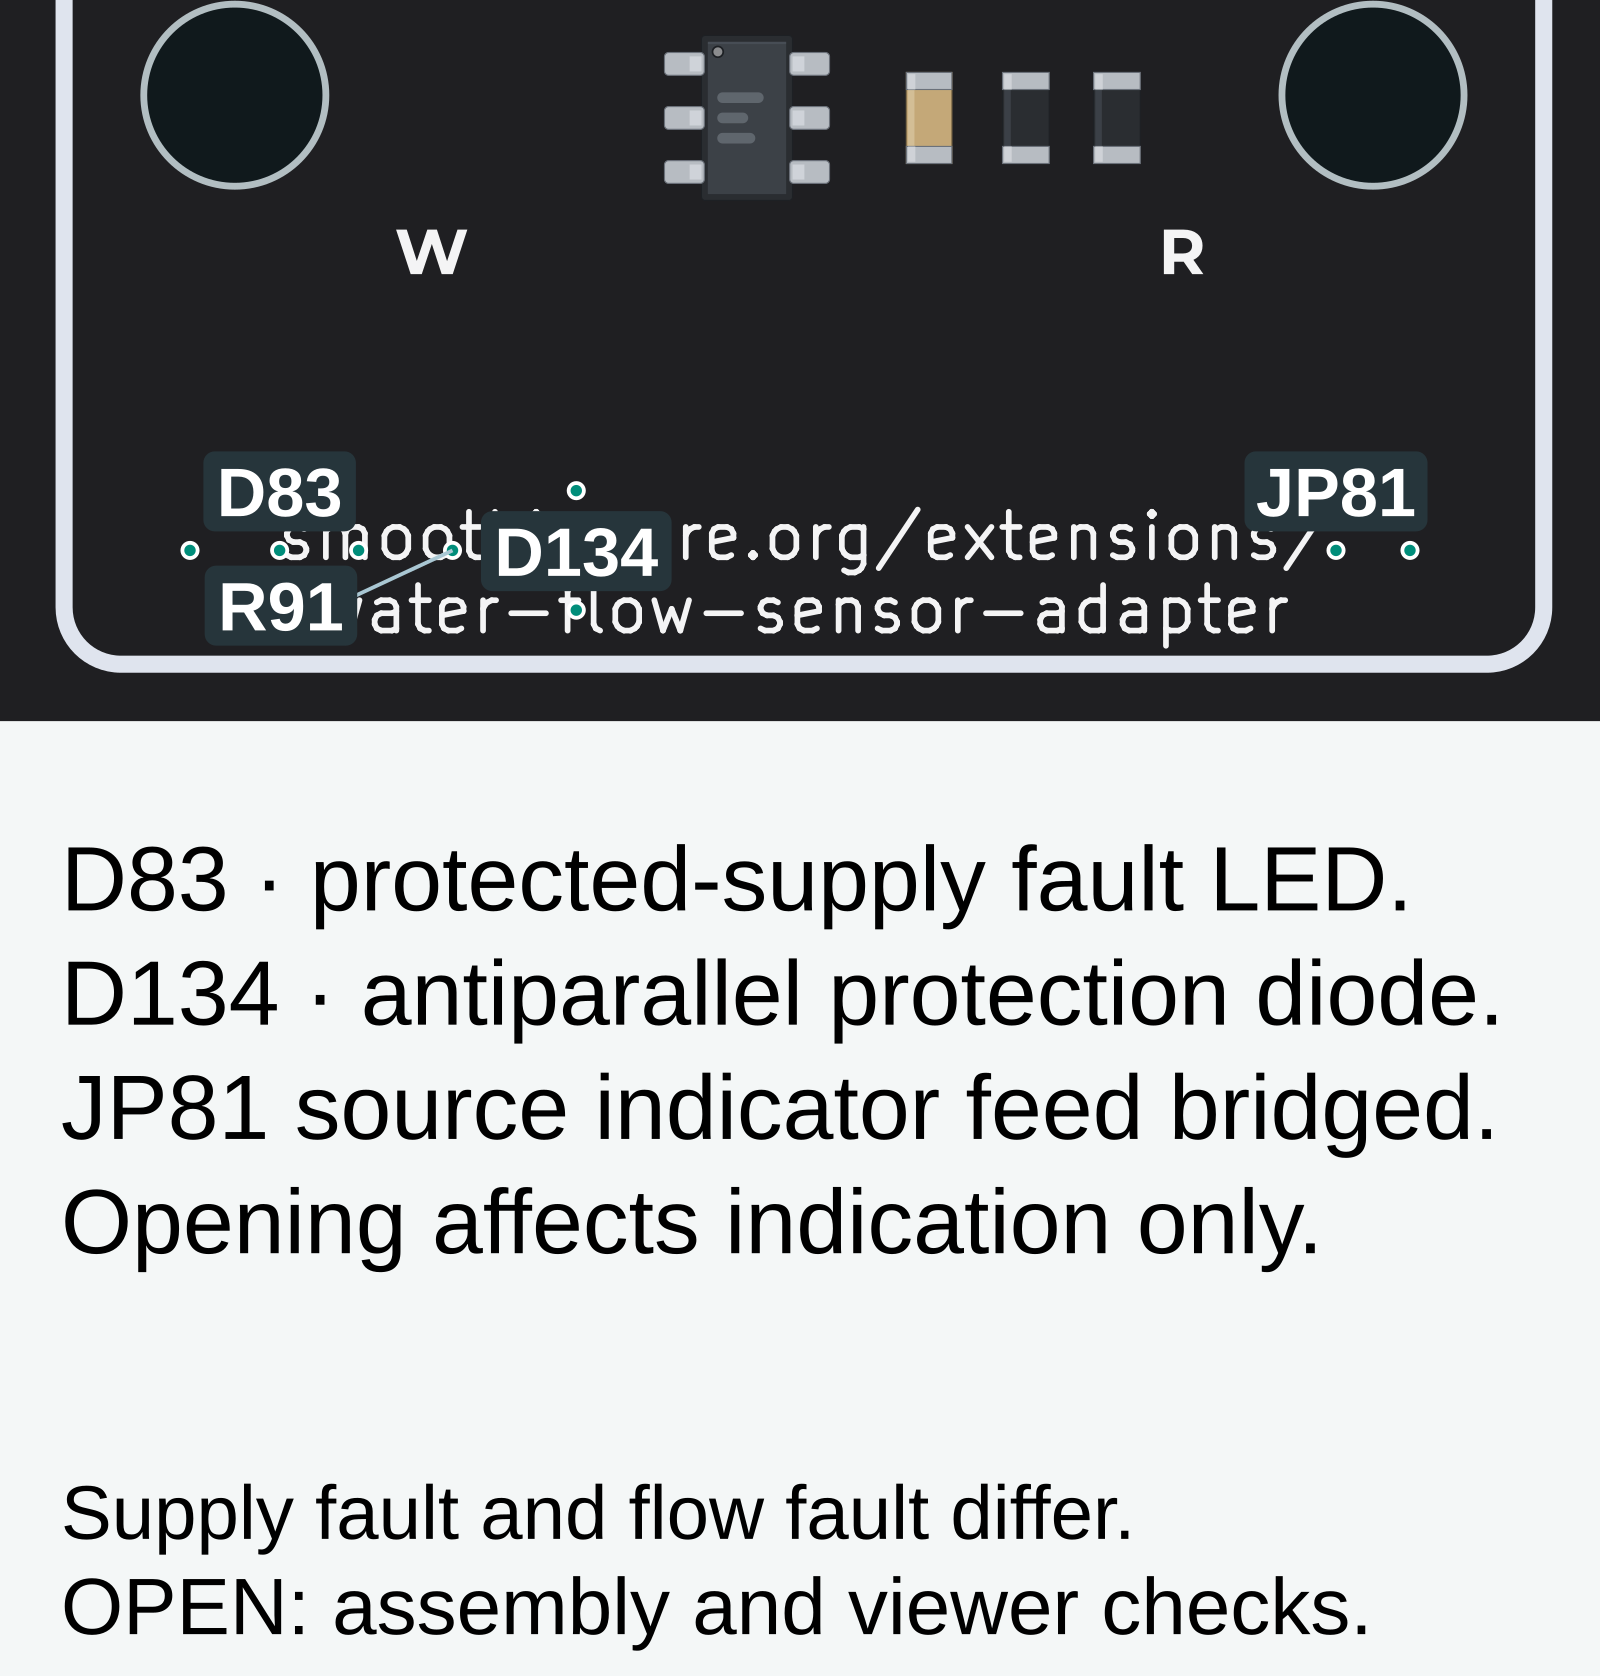 W
R
D83
JP81
re.org/extensions/
D134
R91
ater-flow-sensor-adapter
D83 · protected-supply fault LED.
D134 · antiparallel protection diode.
JP81 source indicator feed bridged.
Opening affects indication only.
Supply fault and flow fault differ.
OPEN: assembly and viewer checks.